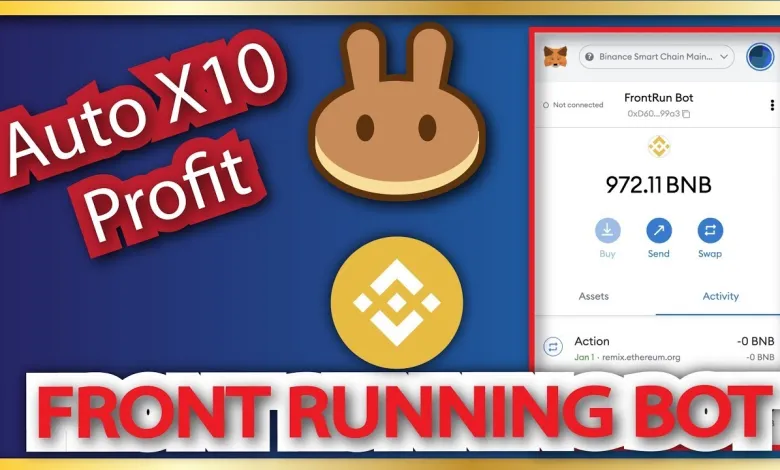 Auto X10
Profit
Binance Smart Chain Main...
Not connected
FrontRun Bot
0xD60...99a3
972.11 BNB
Buy
Send
Swap
Assets
Activity
Action
-0 BNB
Jan 1 · remix.ethereum.org
-0 BNB
FRONT RUNNING BOT